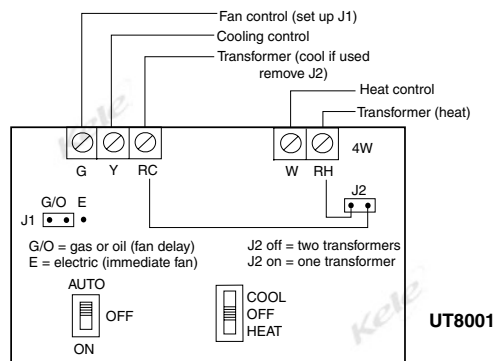 Fan control (set up J1)
Cooling control
Transformer (cool if used
remove J2)
Heat control
Transformer (heat)
G Y RC W RH 4W
J2
G/O E
J1
G/O = gas or oil (fan delay)
E = electric (immediate fan)
J2 off = two transformers
J2 on = one transformer
AUTO
OFF
ON
COOL
OFF
HEAT
UT8001
Kele
Kele